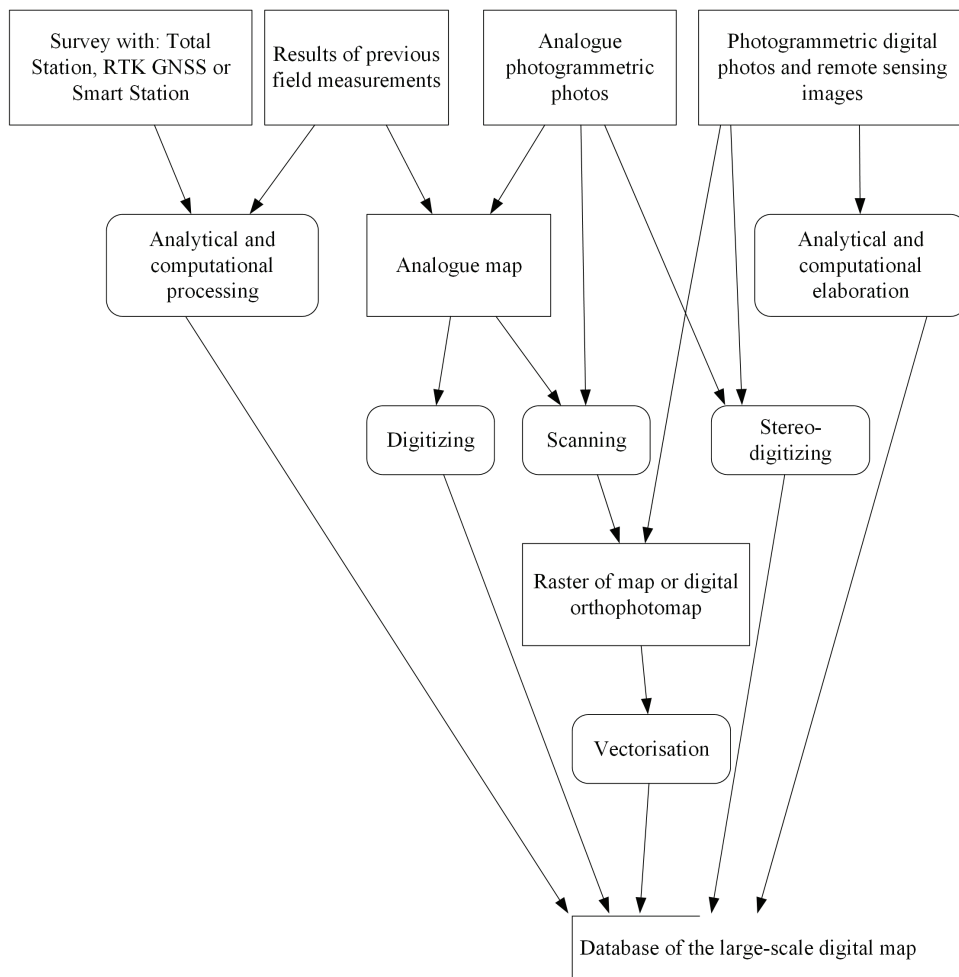 Survey with: Total
Station, RTK GNSS or
Smart Station
Results of previous
field measurements
Analogue
photogrammetric
photos
Photogrammetric digital
photos and remote sensing
images
Analytical and
computational
processing
Analogue map
Analytical and
computational
elaboration
Digitizing
Scanning
Stereo-
digitizing
Raster of map or digital
orthophotomap
Vectorisation
Database of the large-scale digital map